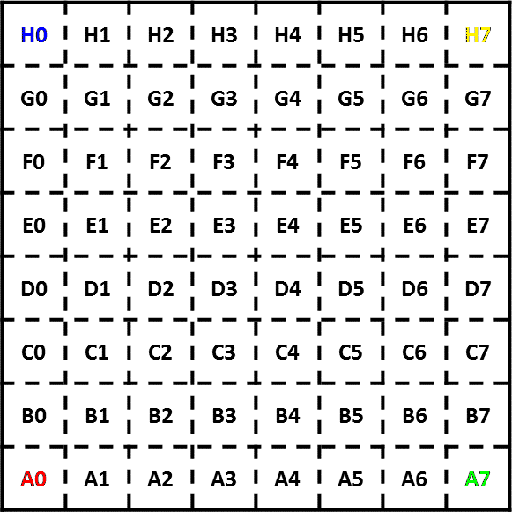 H0 H1 H2 H3 H4 H5 H6 H7
G0 G1 G2 G3 G4 G5 G6 G7
F0 F1 F2 F3 F4 F5 F6 F7
E0 E1 E2 E3 E4 E5 E6 E7
D0 D1 D2 D3 D4 D5 D6 D7
C0 C1 C2 C3 C4 C5 C6 C7
B0 B1 B2 B3 B4 B5 B6 B7
A0 A1 A2 A3 A4 A5 A6 A7